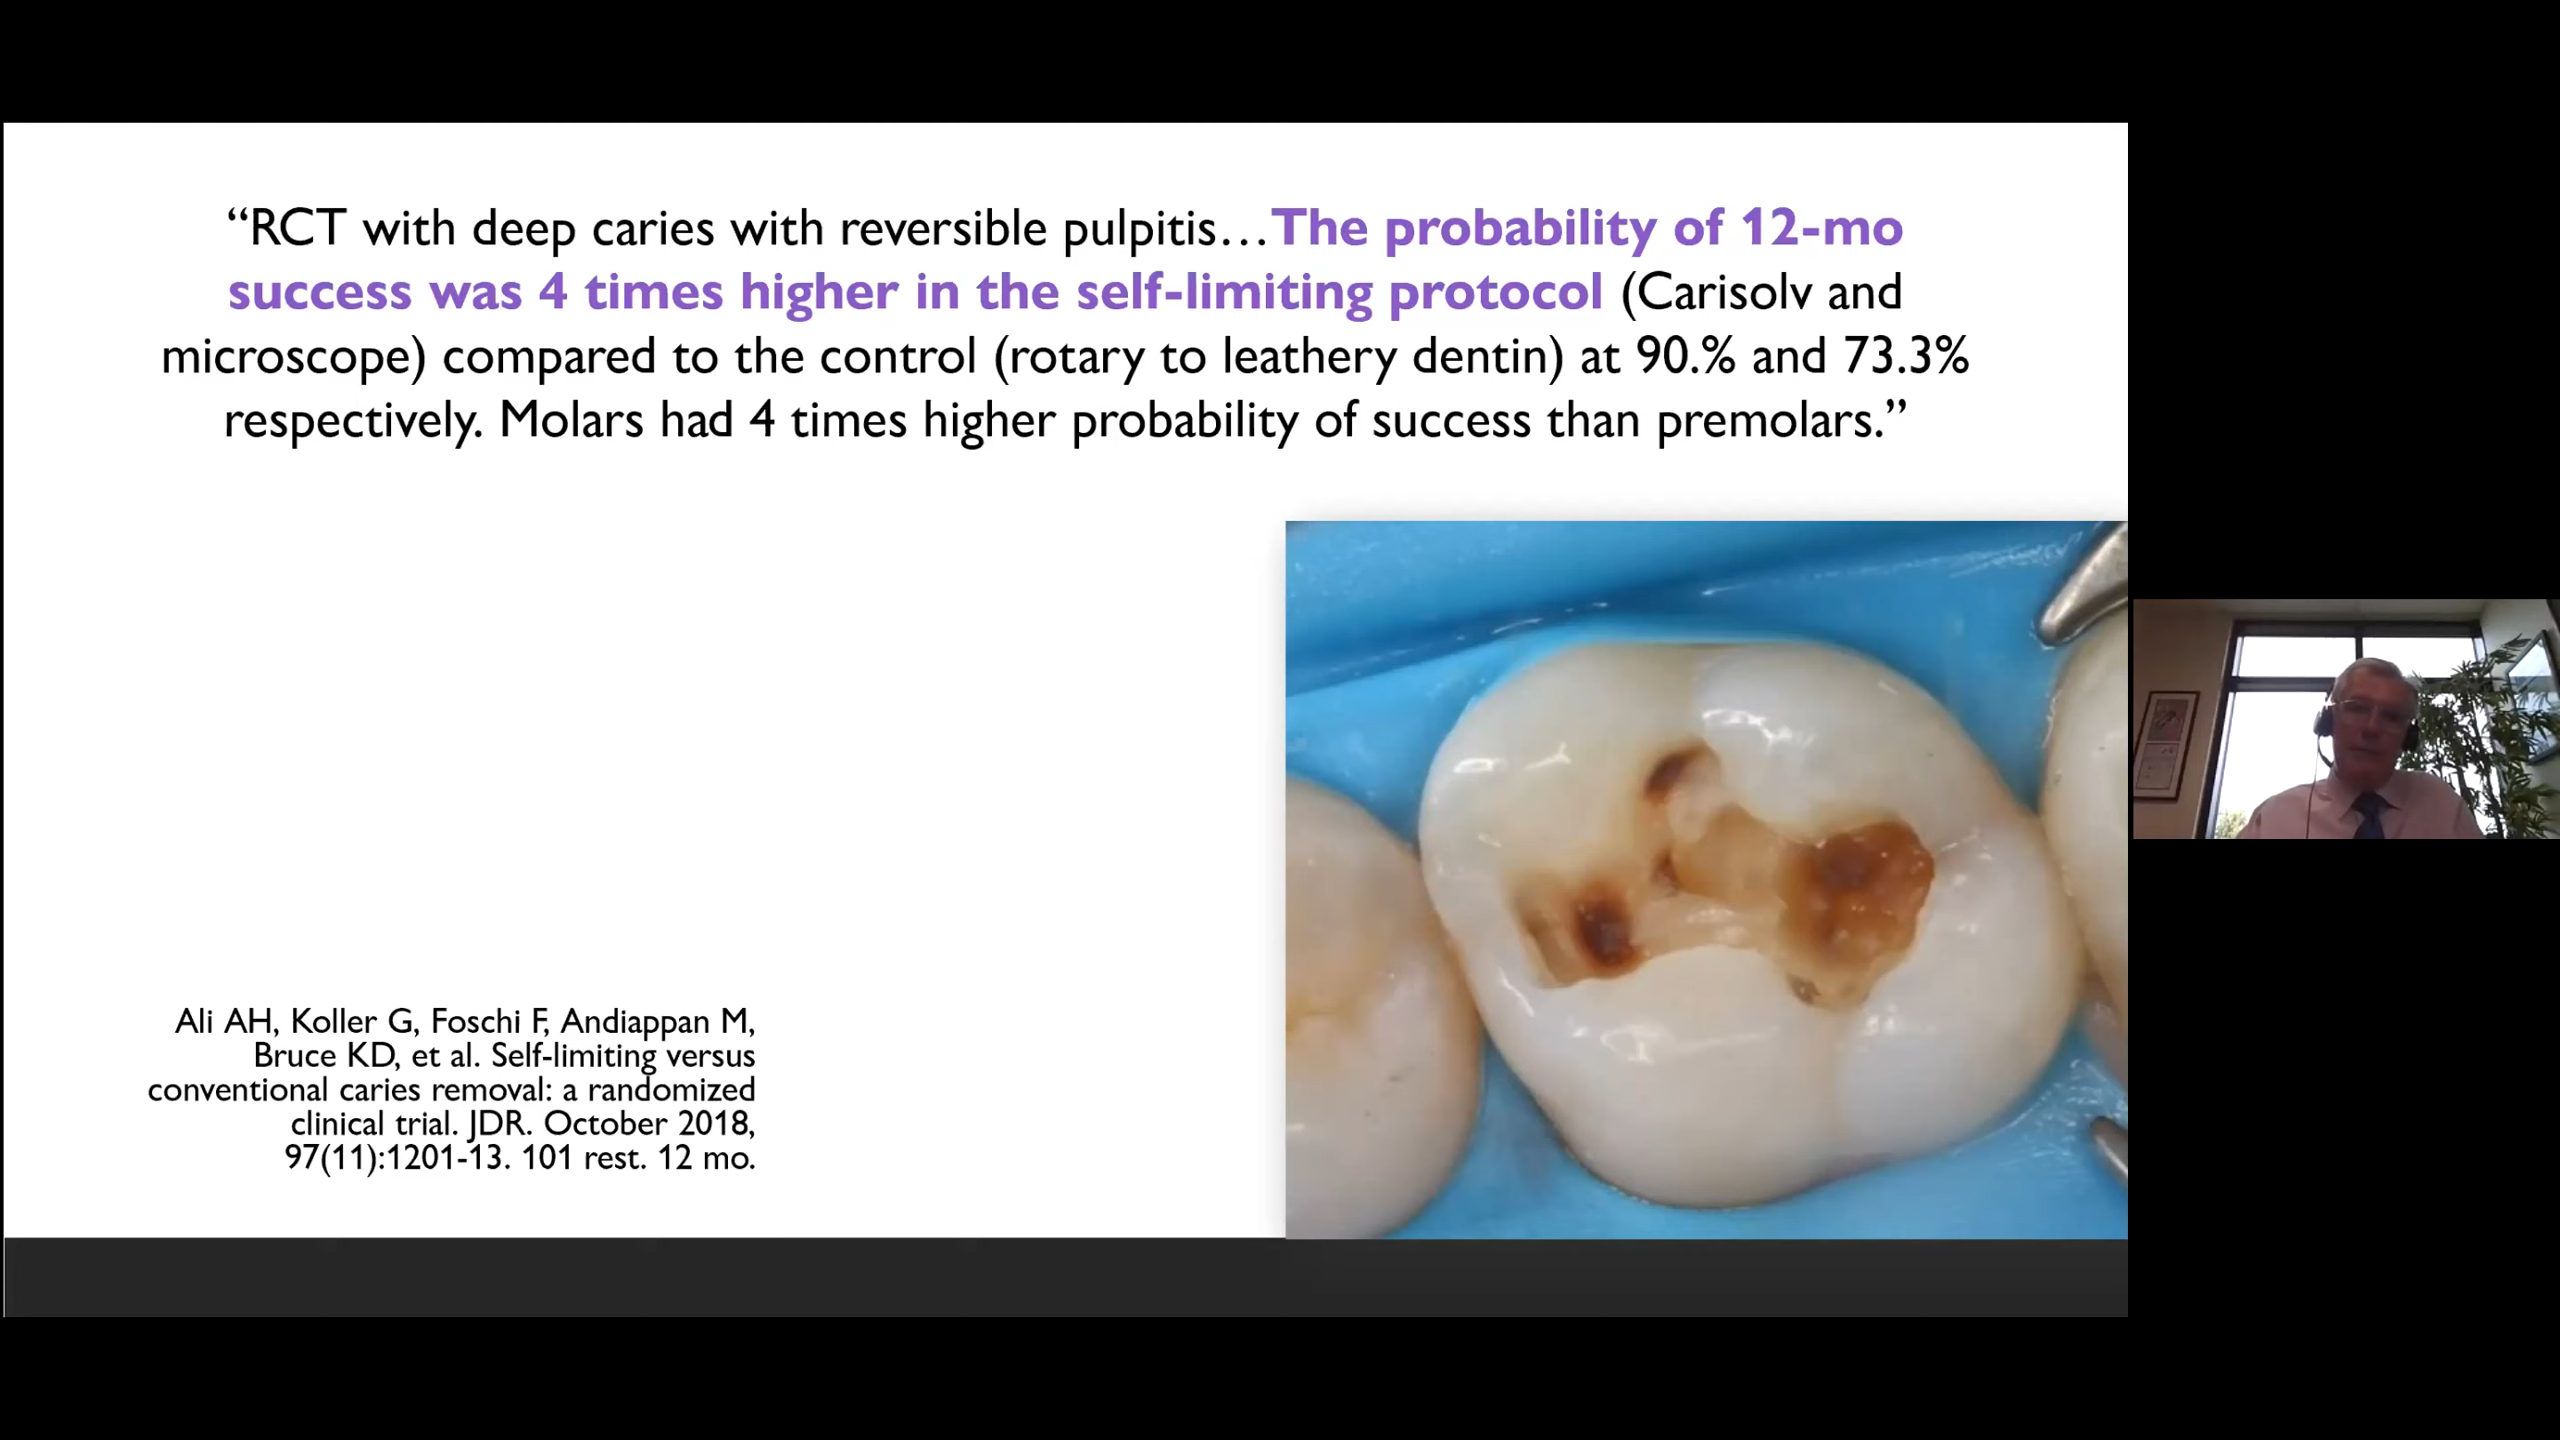 “RCT with deep caries with reversible pulpitis…The probability of 12-mo
success was 4 times higher in the self-limiting protocol (Carisolv and
microscope) compared to the control (rotary to leathery dentin) at 90.% and 73.3%
respectively. Molars had 4 times higher probability of success than premolars.”
Ali AH, Koller G, Foschi F, Andiappan M,
Bruce KD, et al. Self-limiting versus
conventional caries removal: a randomized
clinical trial. JDR. October 2018,
97(11):1201-13. 101 rest. 12 mo.